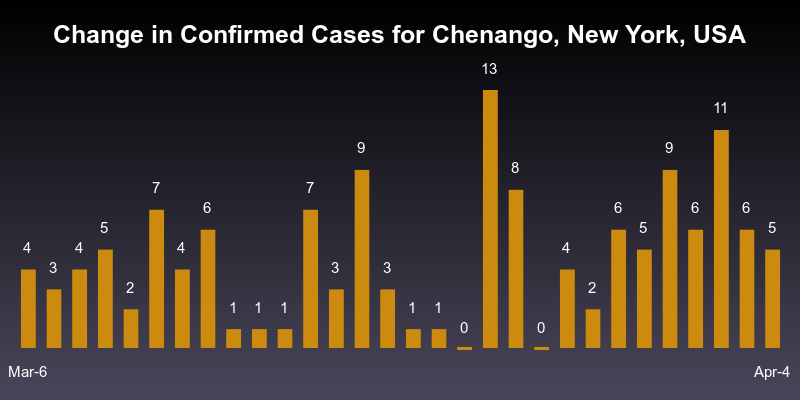 Change in Confirmed Cases for Chenango, New York, USA
4 3 4 5 2 7 4 6 1 1 1 7 3 9 3 1 1 0 13 8 0 4 2 6 5 9 6 11 6 5
Mar-6 Apr-4